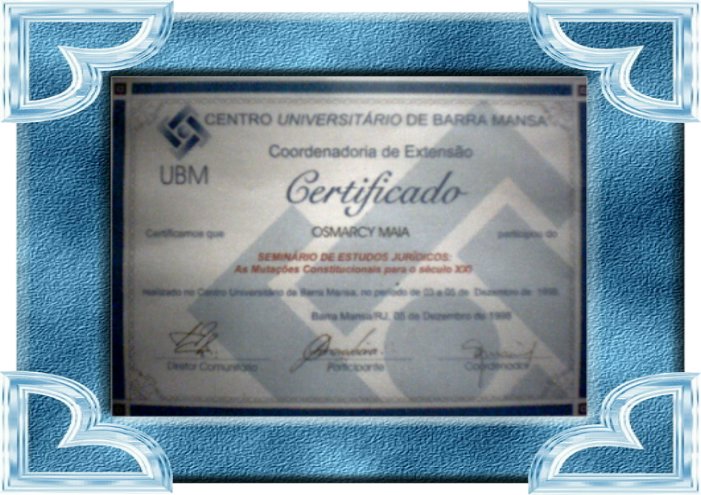 CENTRO UNIVERSITÁRIO DE BARRA MANSA
Coordenadoria de Extensão
UBM
Certificado
Certificamos que OSMARCY MAIA participou do
SEMINÁRIO DE ESTUDOS JURÍDICOS:
As Mutações Constitucionais para o século XXI
realizado no Centro Universitário de Barra Mansa, no período de 03 a 05 de Dezembro de 1998.
Barra Mansa/RJ, 05 de Dezembro de 1998
Diretor Comunitário Participante Coordenador